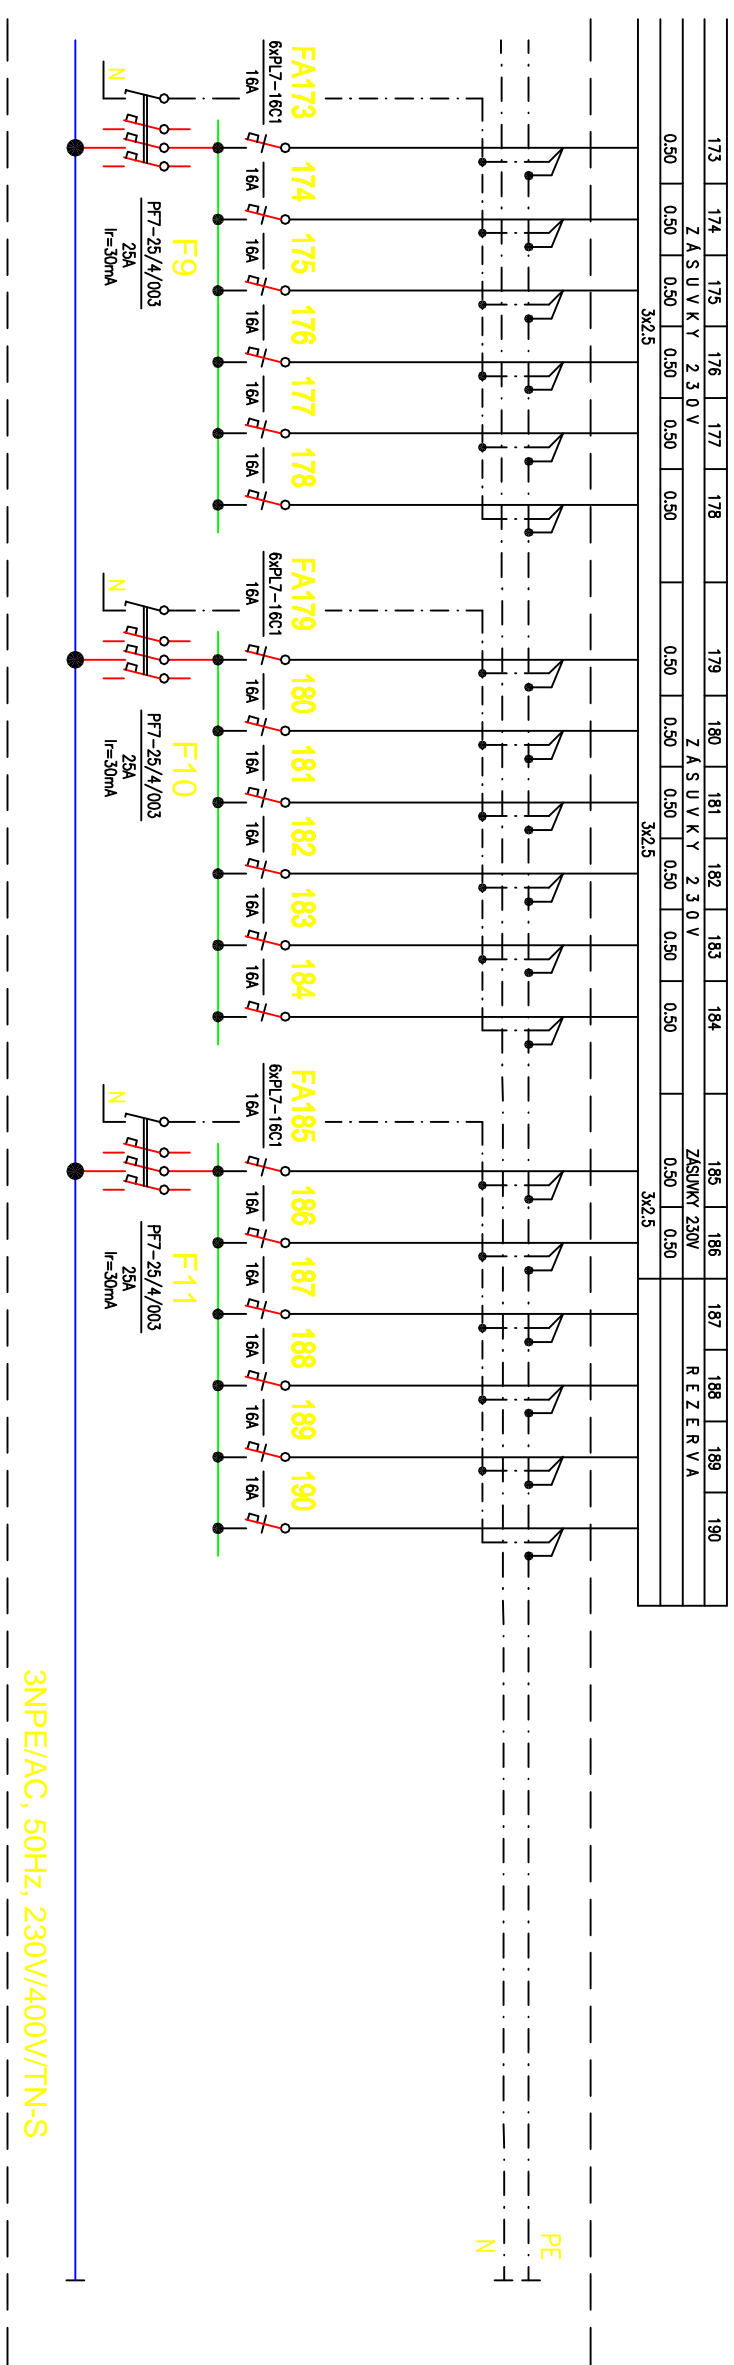 173 174 175 176 177 178 179 180 181 182 183 184 185 186 187 188 189 190
ZÁSUVKY 230V ZÁSUVKY 230V ZÁSUVKY 230V REZERVA
0.50 0.50 0.50 0.50 0.50 0.50 0.50 0.50 0.50 0.50 0.50 0.50 0.50 0.50
3x2.5 3x2.5 3x2.5
PE
N
FA173 174 175 176 177 178 FA179 180 181 182 183 184 FA185 186 187 188 189 190
6xPL7-16C1 6xPL7-16C1 6xPL7-16C1
16A 16A 16A 16A 16A 16A 16A 16A 16A 16A 16A 16A 16A 16A 16A 16A 16A 16A
F9 F10 F11
PF7-25/4/003 PF7-25/4/003 PF7-25/4/003
25A 25A 25A
Ir=30mA Ir=30mA Ir=30mA
N N N
3NPE/AC, 50Hz, 230V/400V/TN-S